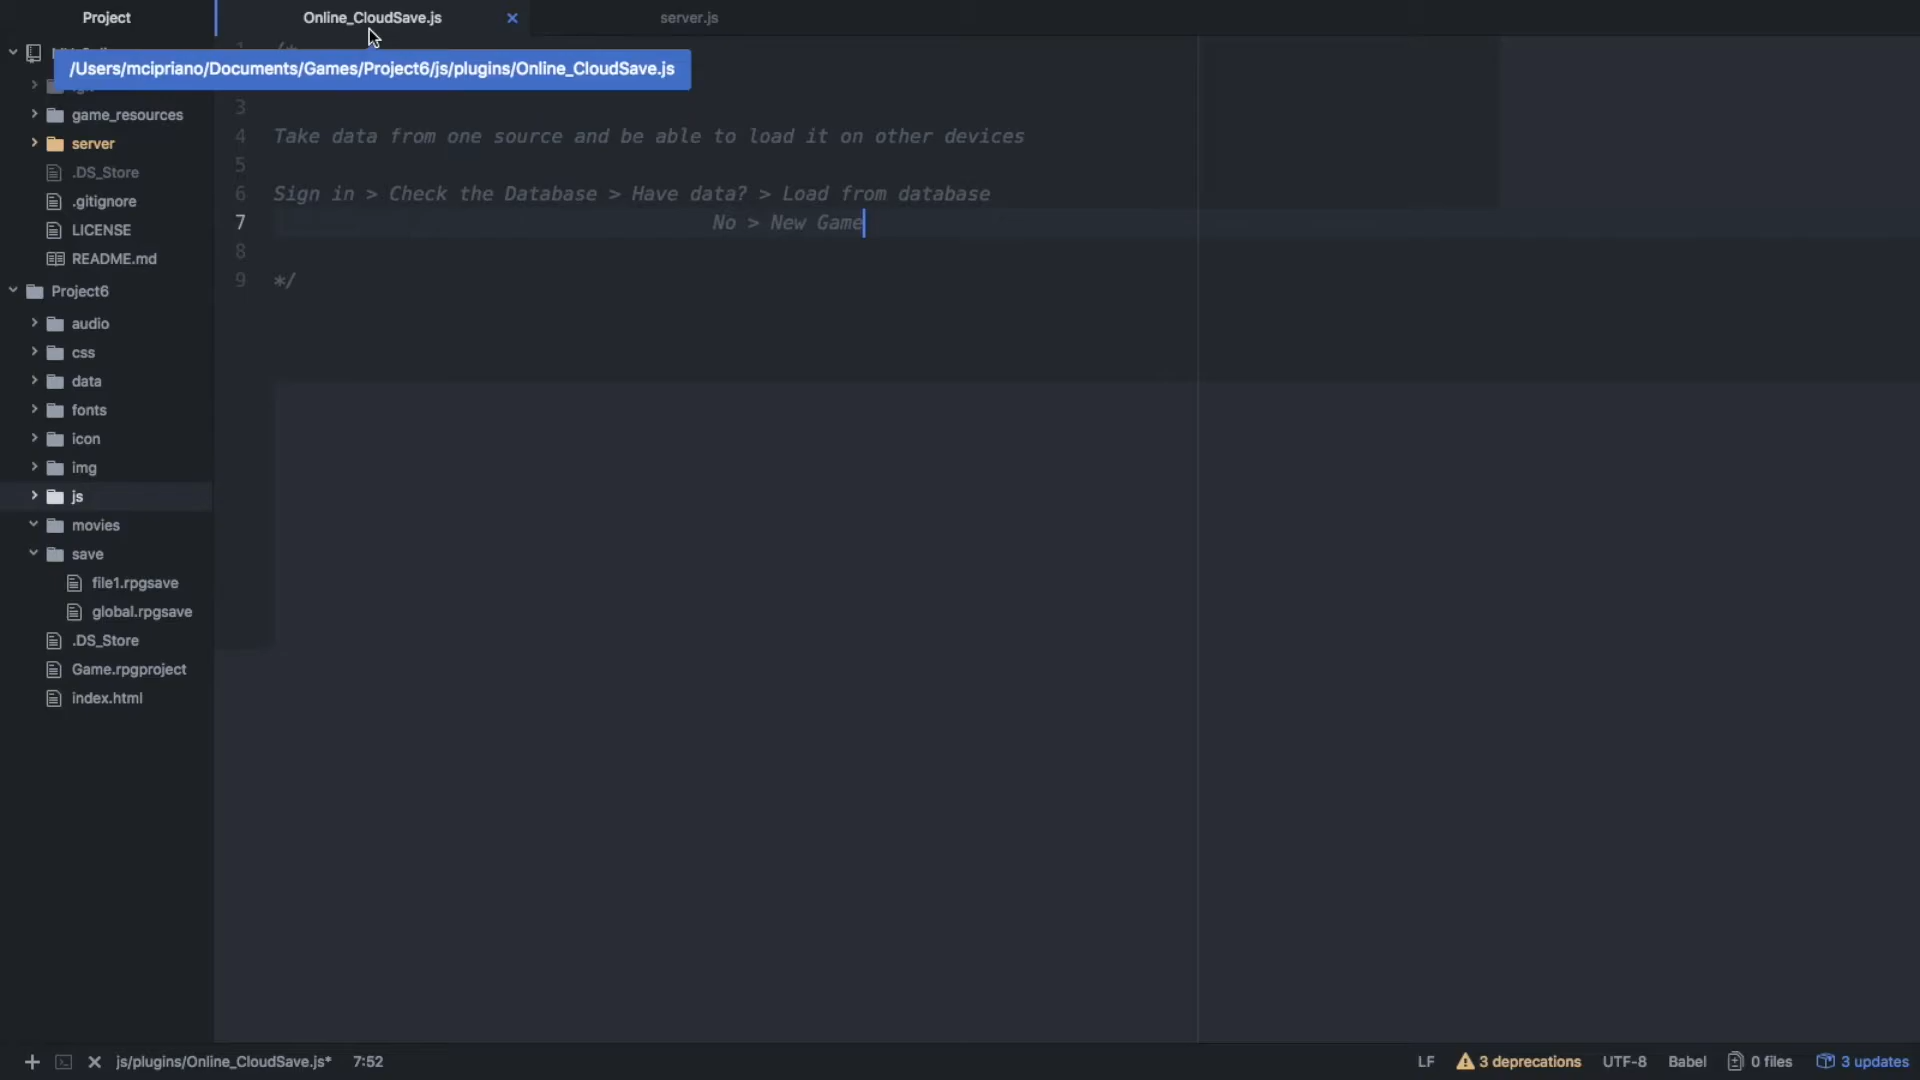 Project
Online_CloudSave.js
server.js
/Users/mcipriano/Documents/Games/Project6/js/plugins/Online_CloudSave.js
game_resources
server
.DS_Store
.gitignore
LICENSE
README.md
Project6
audio
css
data
fonts
icon
img
js
movies
save
file1.rpgsave
global.rpgsave
.DS_Store
Game.rpgproject
index.html
1 /*
3
4 Take data from one source and be able to load it on other devices
5
6 Sign in > Check the Database > Have data? > Load from database
7 No > New Game
8
9 */
js/plugins/Online_CloudSave.js* 7:52
LF 3 deprecations UTF-8 Babel 0 files 3 updates